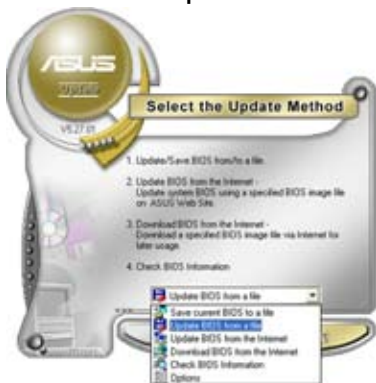 ASUS
Update
Select the Update Method
1. Update/Save BIOS from/to a file.
2. Update BIOS from the Internet -
Update system BIOS using a specified BIOS image file
on ASUS Web Site.
3. Download BIOS from the Internet -
Download a specified BIOS image file via Internet for
later usage.
4. Check BIOS Information
Update BIOS from a file
Save current BIOS to a file
Update BIOS from a file
Update BIOS from the Internet
Download BIOS from the Internet
Check BIOS Information
Options